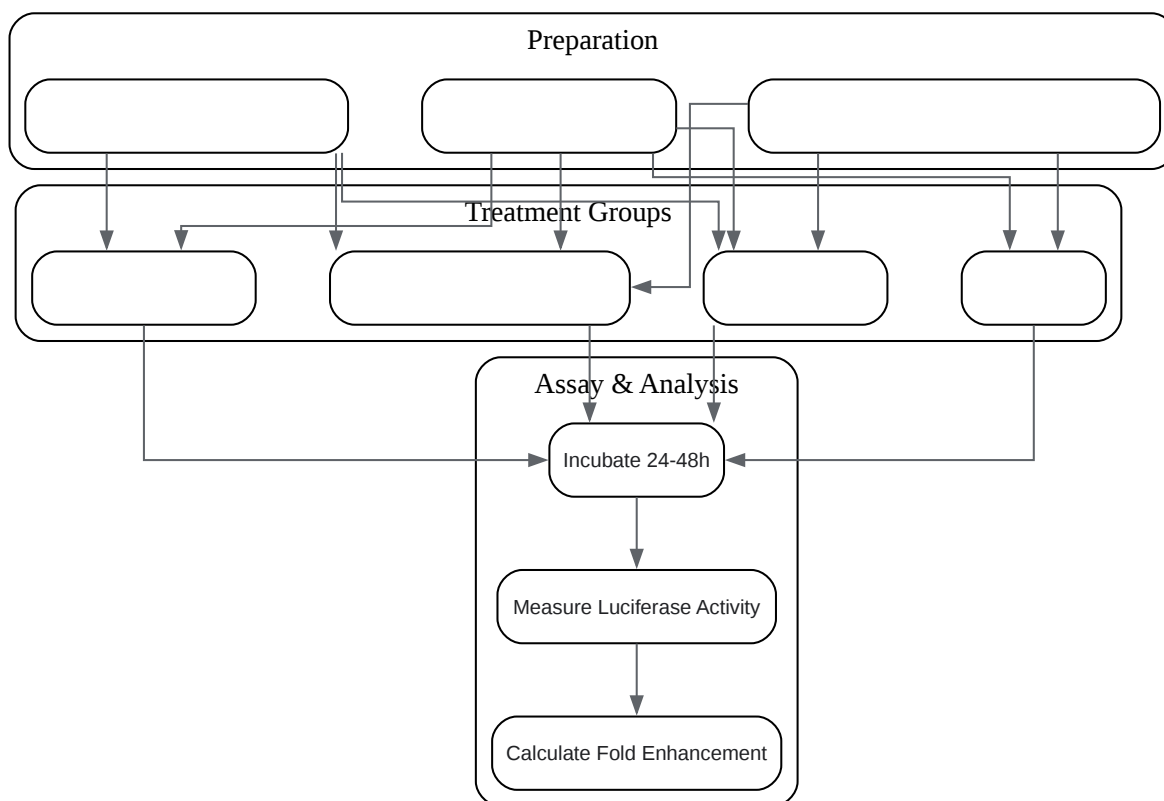 Preparation
Treatment Groups
Assay & Analysis
Incubate 24-48h
Measure Luciferase Activity
Calculate Fold Enhancement